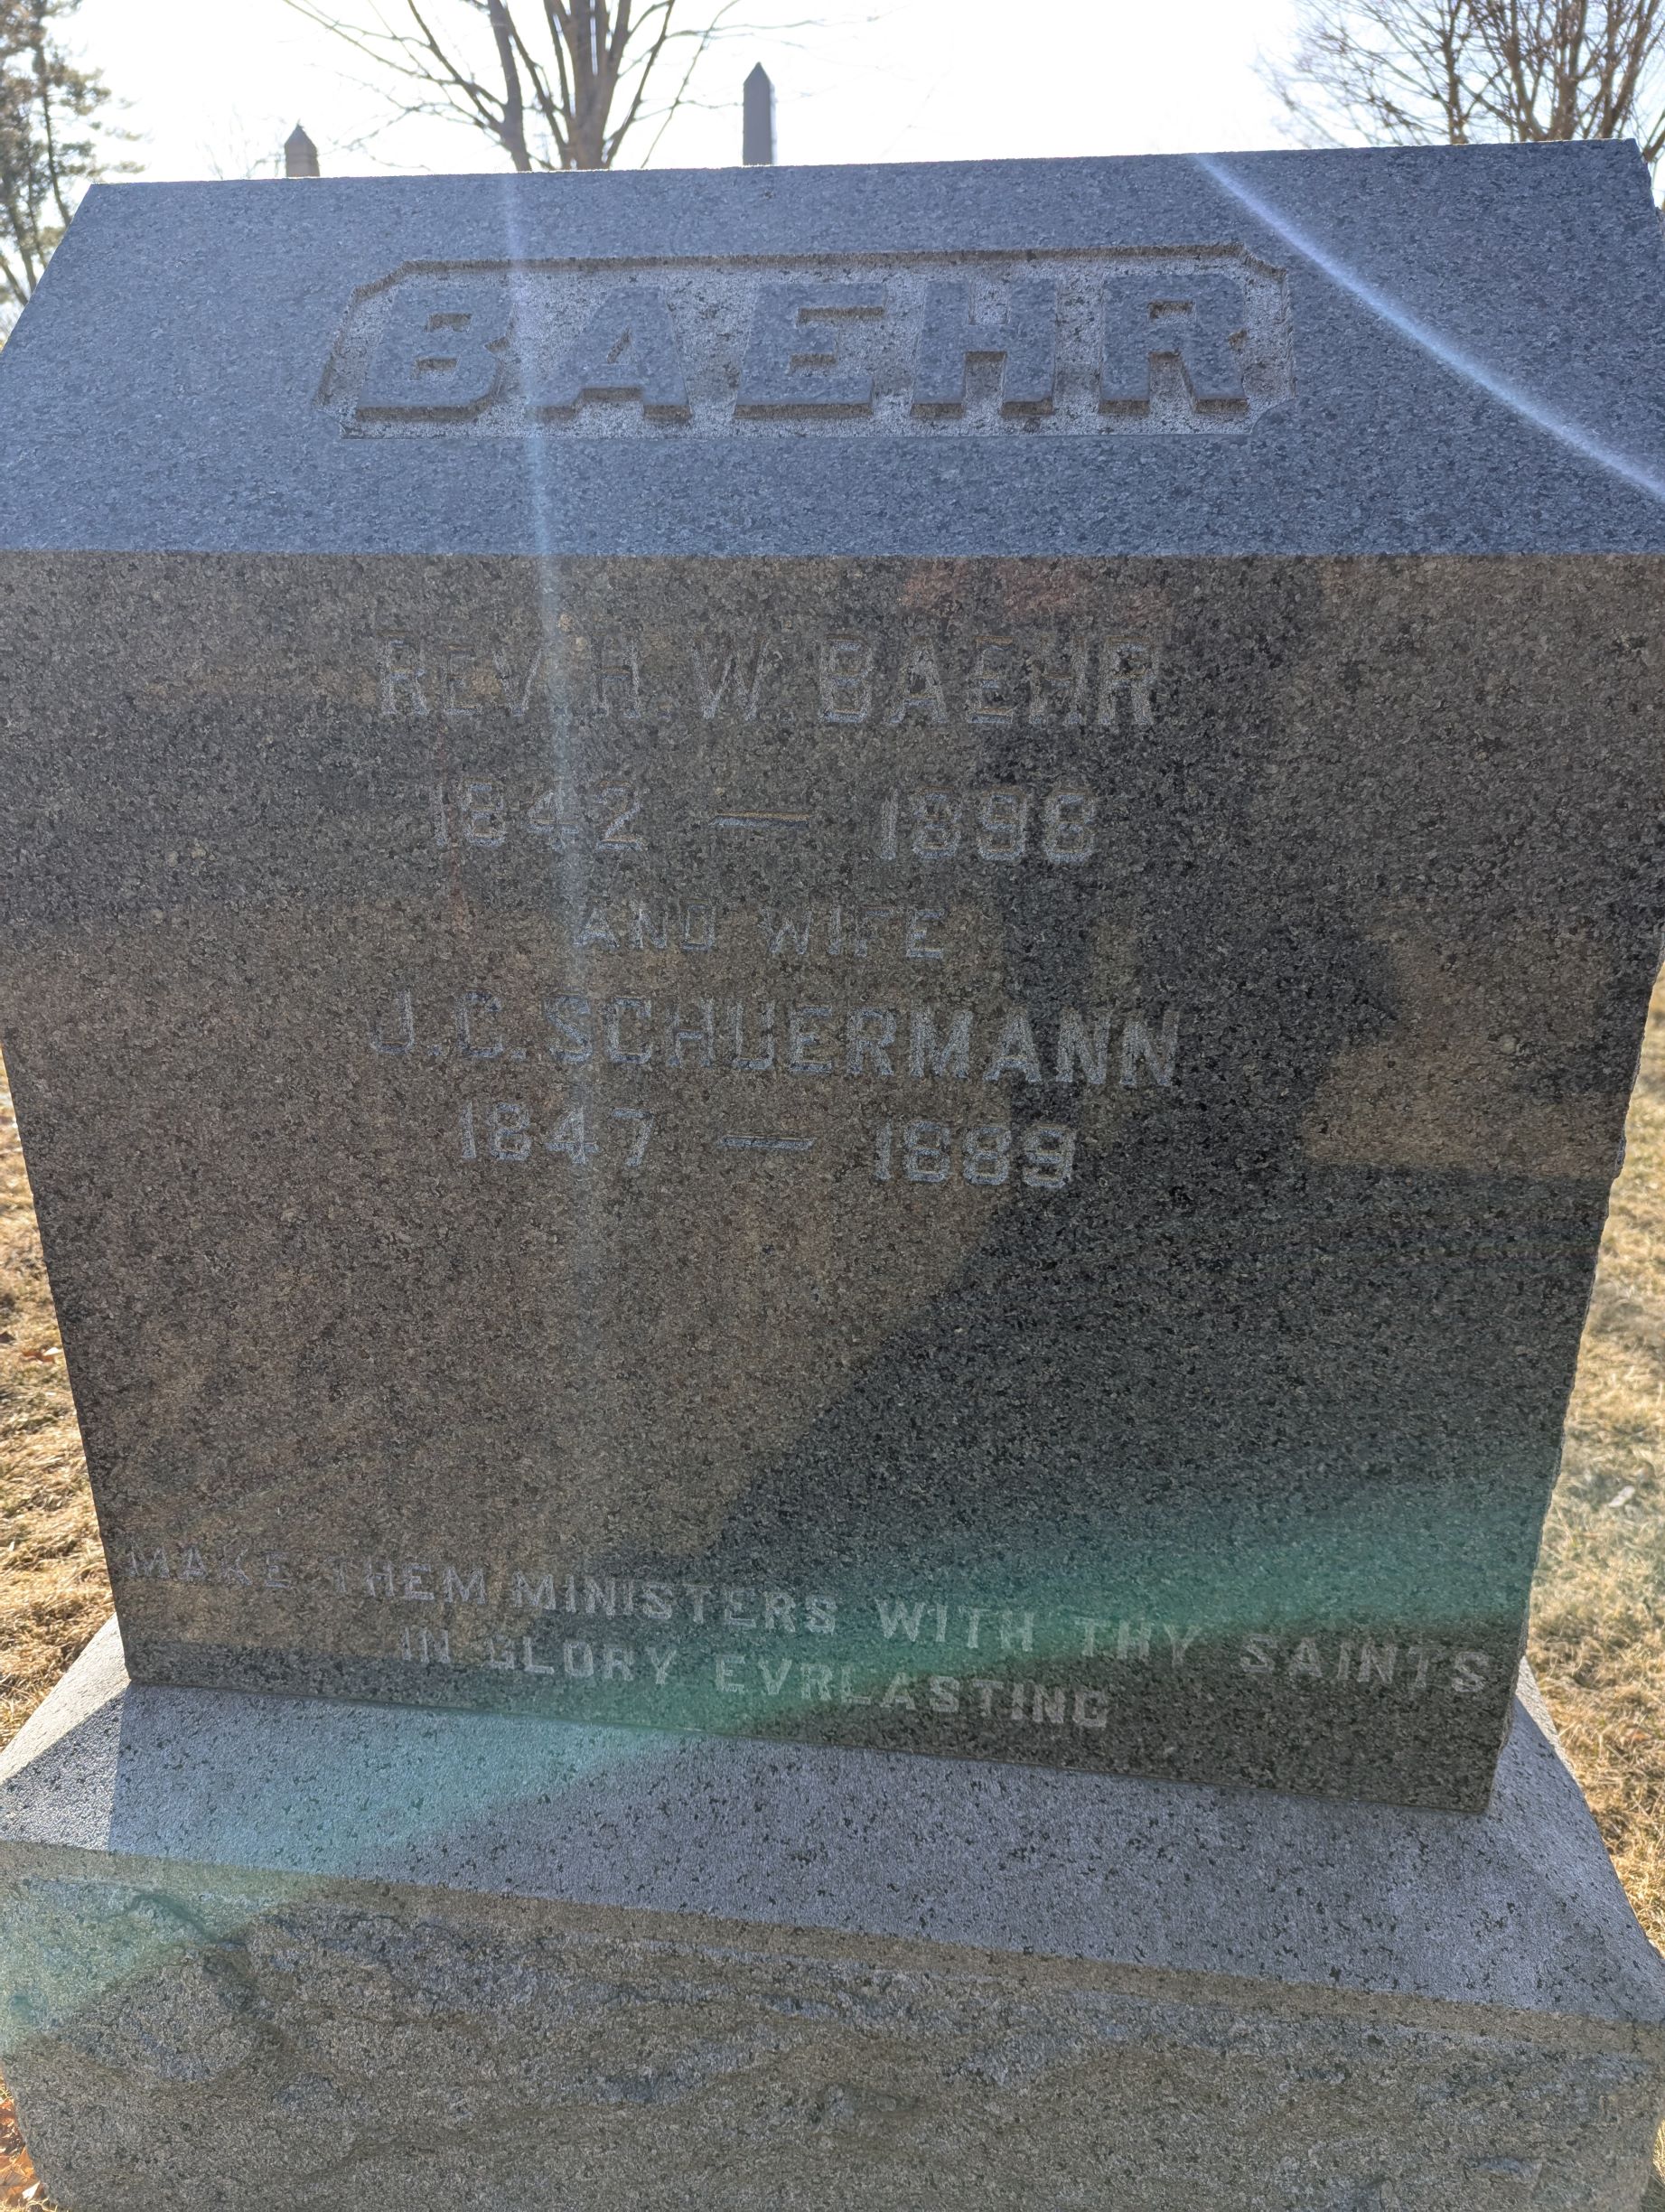 BAEHR
REV H. W. BAEHR
1842 — 1898
AND WIFE
J. C. SCHUERMANN
1847 — 1889
MAKE THEM MINISTERS WITH THY SAINTS
IN GLORY EVRLASTING